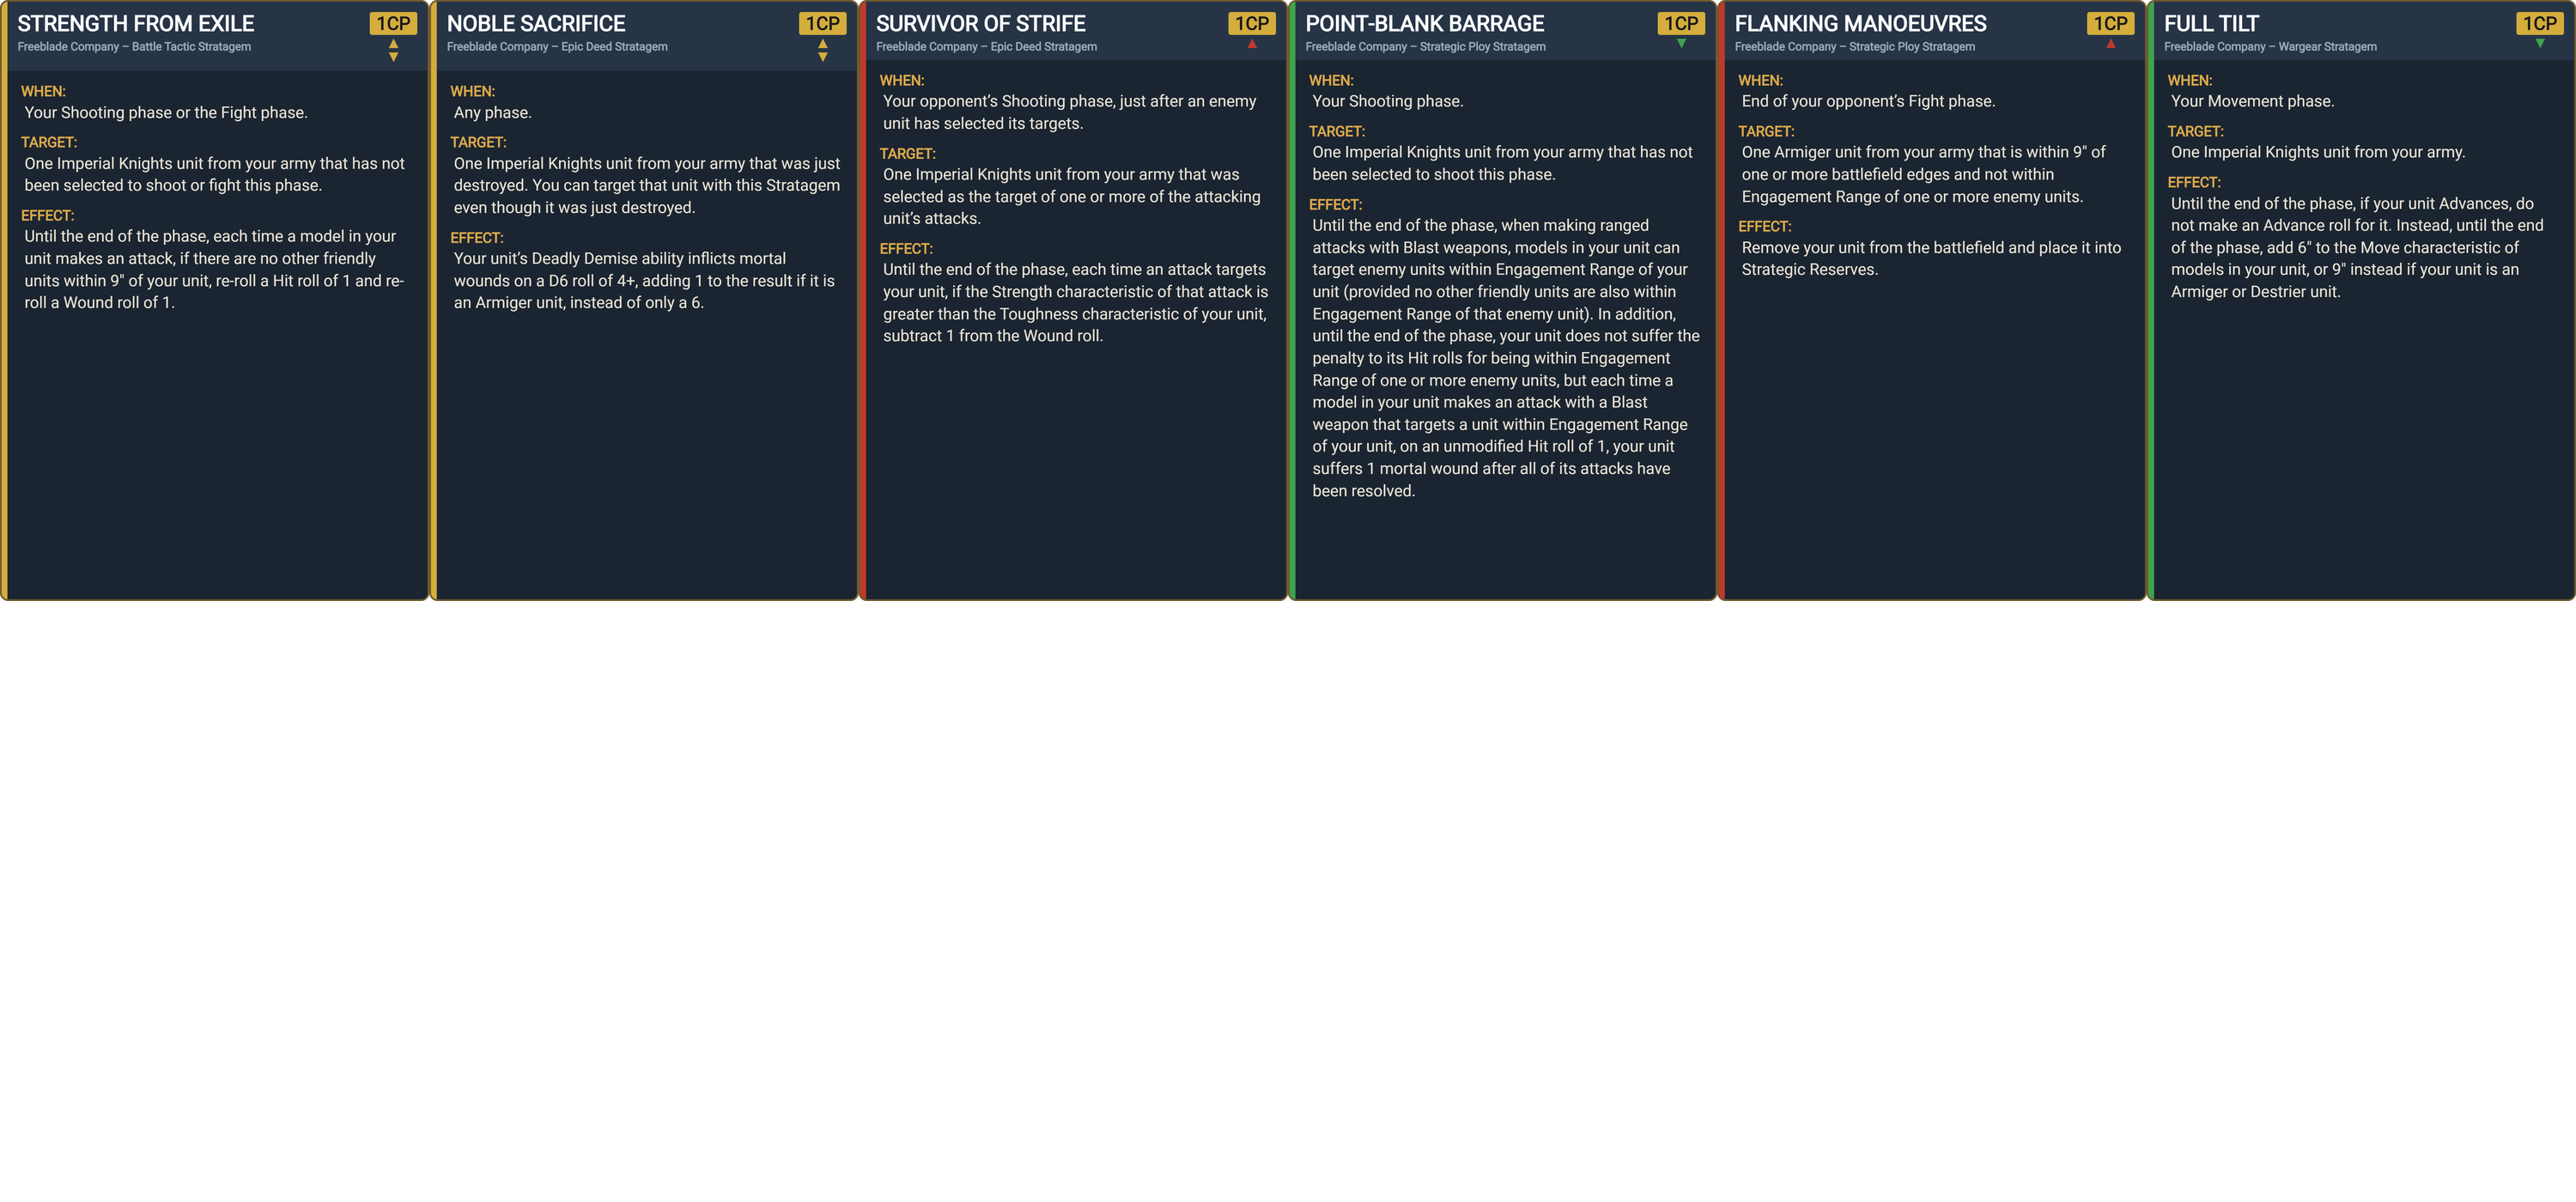 STRENGTH FROM EXILE
1CP
Freeblade Company – Battle Tactic Stratagem
WHEN:
Your Shooting phase or the Fight phase.
TARGET:
One Imperial Knights unit from your army that has not
been selected to shoot or fight this phase.
EFFECT:
Until the end of the phase, each time a model in your
unit makes an attack, if there are no other friendly
units within 9" of your unit, re-roll a Hit roll of 1 and re-
roll a Wound roll of 1.
NOBLE SACRIFICE
1CP
Freeblade Company – Epic Deed Stratagem
WHEN:
Any phase.
TARGET:
One Imperial Knights unit from your army that was just
destroyed. You can target that unit with this Stratagem
even though it was just destroyed.
EFFECT:
Your unit’s Deadly Demise ability inflicts mortal
wounds on a D6 roll of 4+, adding 1 to the result if it is
an Armiger unit, instead of only a 6.
SURVIVOR OF STRIFE
1CP
Freeblade Company – Epic Deed Stratagem
WHEN:
Your opponent’s Shooting phase, just after an enemy
unit has selected its targets.
TARGET:
One Imperial Knights unit from your army that was
selected as the target of one or more of the attacking
unit’s attacks.
EFFECT:
Until the end of the phase, each time an attack targets
your unit, if the Strength characteristic of that attack is
greater than the Toughness characteristic of your unit,
subtract 1 from the Wound roll.
POINT-BLANK BARRAGE
1CP
Freeblade Company – Strategic Ploy Stratagem
WHEN:
Your Shooting phase.
TARGET:
One Imperial Knights unit from your army that has not
been selected to shoot this phase.
EFFECT:
Until the end of the phase, when making ranged
attacks with Blast weapons, models in your unit can
target enemy units within Engagement Range of your
unit (provided no other friendly units are also within
Engagement Range of that enemy unit). In addition,
until the end of the phase, your unit does not suffer the
penalty to its Hit rolls for being within Engagement
Range of one or more enemy units, but each time a
model in your unit makes an attack with a Blast
weapon that targets a unit within Engagement Range
of your unit, on an unmodified Hit roll of 1, your unit
suffers 1 mortal wound after all of its attacks have
been resolved.
FLANKING MANOEUVRES
1CP
Freeblade Company – Strategic Ploy Stratagem
WHEN:
End of your opponent’s Fight phase.
TARGET:
One Armiger unit from your army that is within 9" of
one or more battlefield edges and not within
Engagement Range of one or more enemy units.
EFFECT:
Remove your unit from the battlefield and place it into
Strategic Reserves.
FULL TILT
1CP
Freeblade Company – Wargear Stratagem
WHEN:
Your Movement phase.
TARGET:
One Imperial Knights unit from your army.
EFFECT:
Until the end of the phase, if your unit Advances, do
not make an Advance roll for it. Instead, until the end
of the phase, add 6" to the Move characteristic of
models in your unit, or 9" instead if your unit is an
Armiger or Destrier unit.